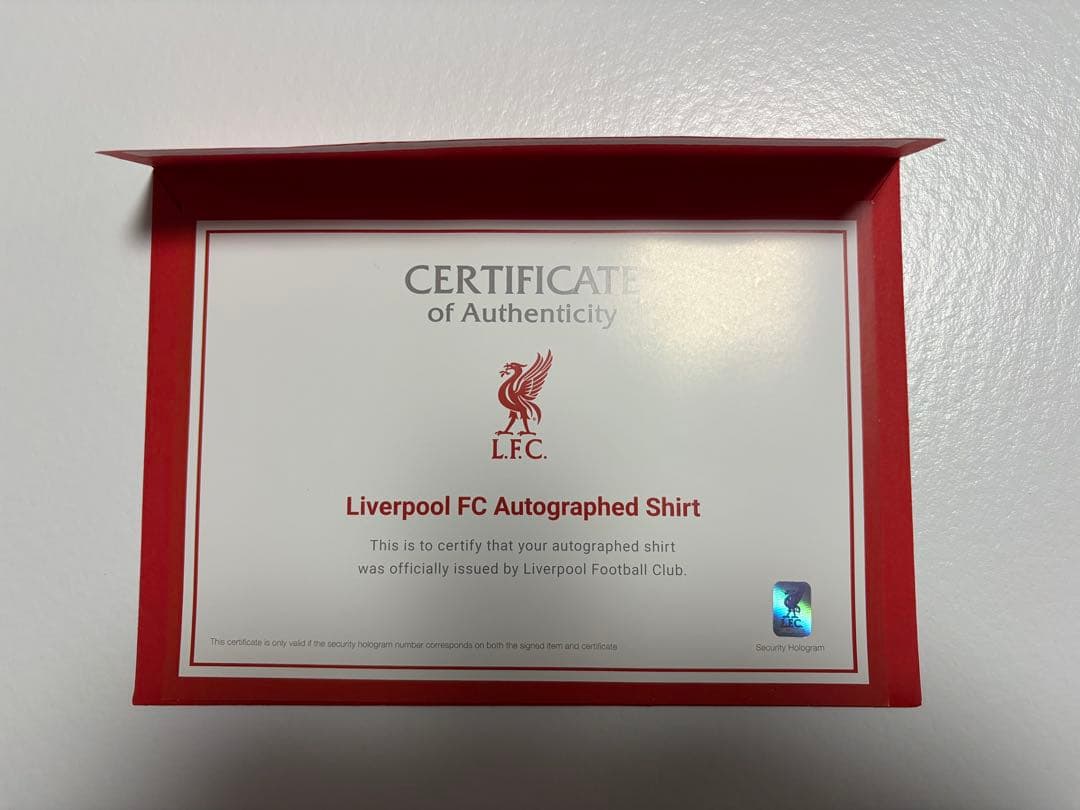 CERTIFICATE
of Authenticity
L.F.C.
Liverpool FC Autographed Shirt
This is to certify that your autographed shirt
was officially issued by Liverpool Football Club.
L.F.C.
This certificate is only valid if the security hologram number corresponds on both the signed item and certificate
Security Hologram